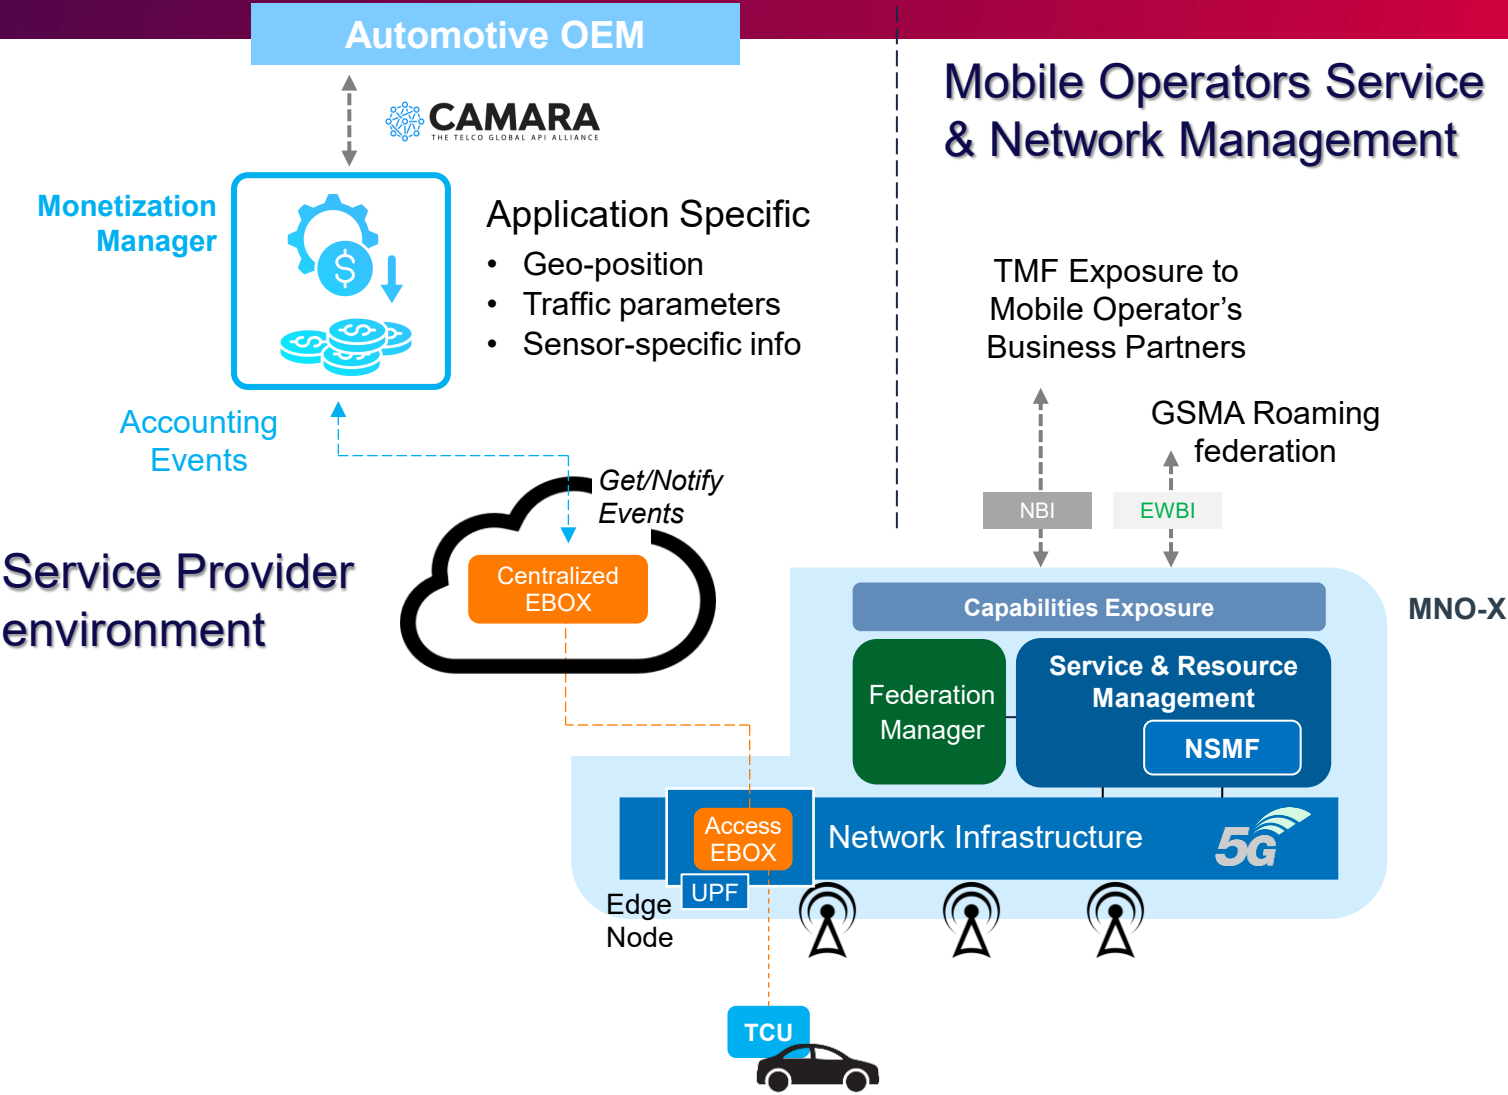 Automotive OEM
CAMARA
THE TELCO GLOBAL API ALLIANCE
Mobile Operators Service
& Network Management
Monetization
Manager
$
Application Specific
• Geo-position
• Traffic parameters
• Sensor-specific info
TMF Exposure to
Mobile Operator’s
Business Partners
Accounting
Events
GSMA Roaming
federation
Get/Notify
Events
NBI
EWBI
Service Provider
environment
Centralized
EBOX
Capabilities Exposure
MNO-X
Federation
Manager
Service & Resource
Management
NSMF
Access
EBOX
Network Infrastructure
5G
UPF
Edge
Node
TCU